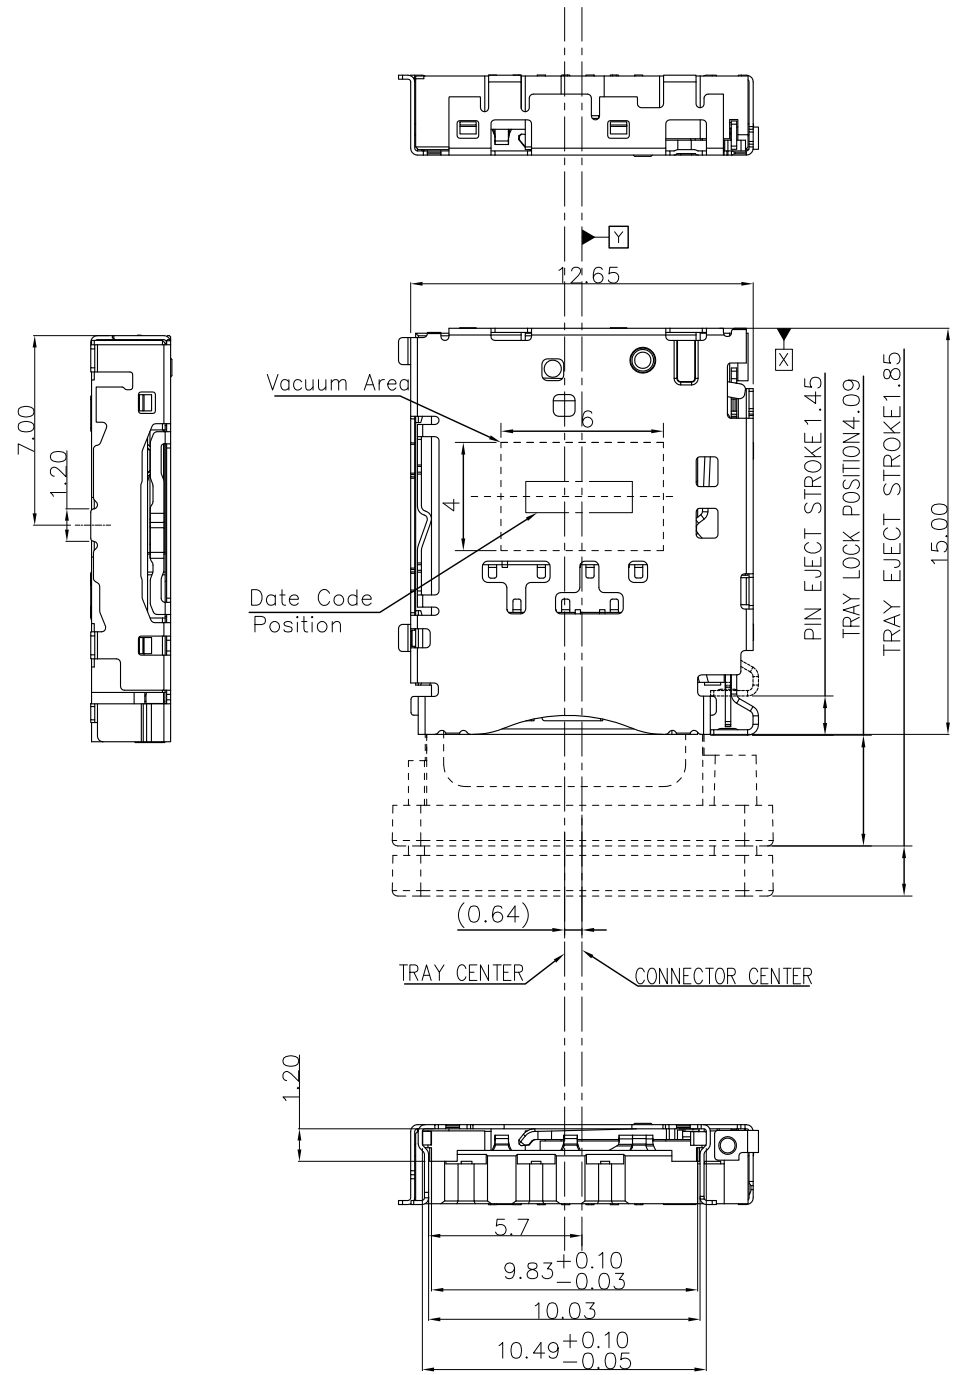 Y
12.65
X
Vacuum Area
6
7.00
1.20
4
PIN EJECT STROKE1.45
TRAY LOCK POSITION4.09
TRAY EJECT STROKE1.85
15.00
Date Code
Position
(0.64)
TRAY CENTER
CONNECTOR CENTER
1.20
5.7
9.83+0.10
-0.03
10.03
10.49+0.10
-0.05